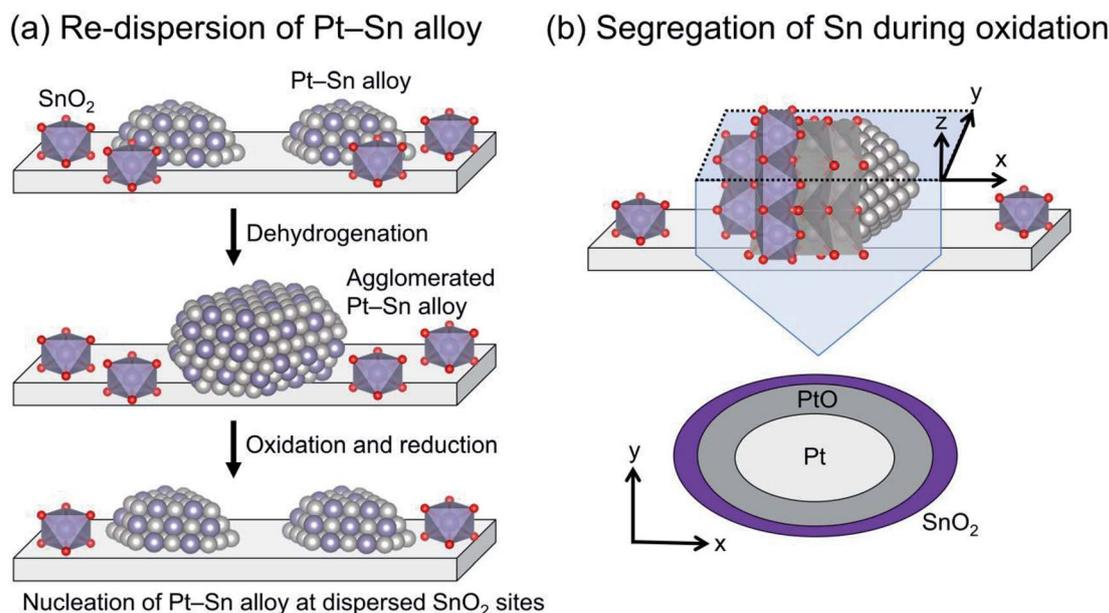 (a) Re-dispersion of Pt–Sn alloy
SnO₂
Pt–Sn alloy
Dehydrogenation
Agglomerated
Pt–Sn alloy
Oxidation and reduction
Nucleation of Pt–Sn alloy at dispersed SnO₂ sites
(b) Segregation of Sn during oxidation
y
z
x
PtO
Pt
SnO₂
y
x